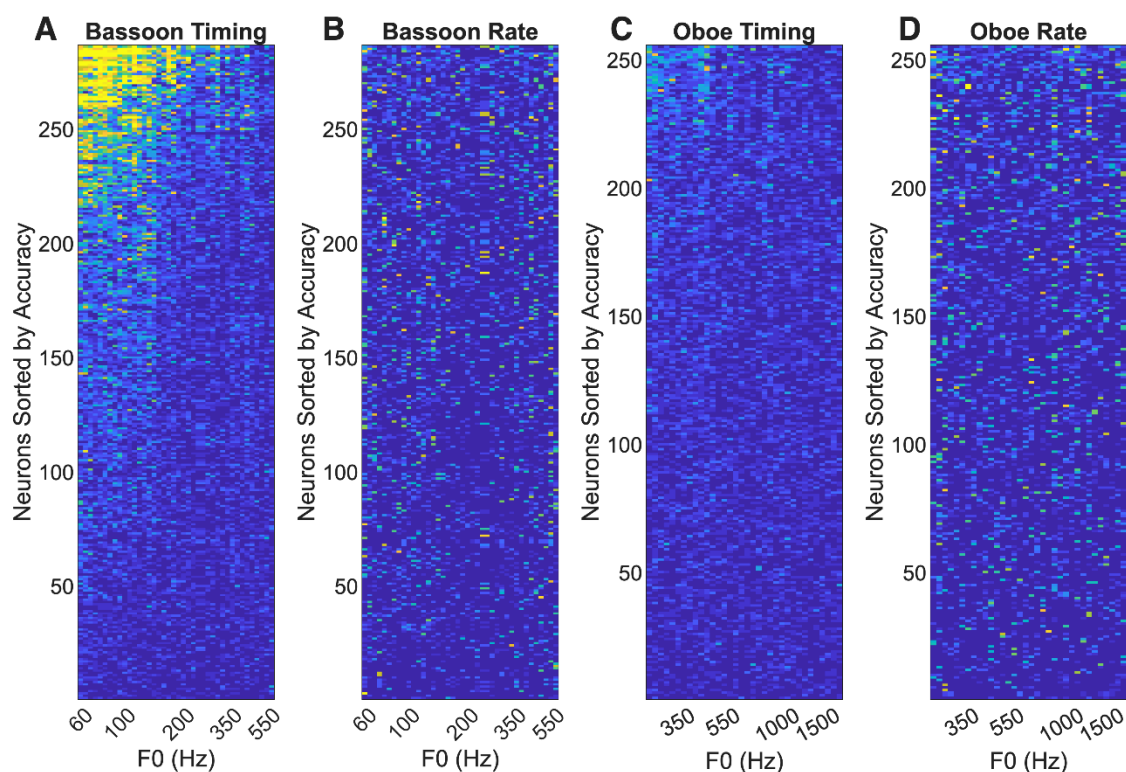 A Bassoon Timing
B Bassoon Rate
C Oboe Timing
D Oboe Rate
Neurons Sorted by Accuracy
250
200
150
100
50
60 100 200 350 550
F0 (Hz)
Neurons Sorted by Accuracy
250
200
150
100
50
60 100 200 350 550
F0 (Hz)
Neurons Sorted by Accuracy
250
200
150
100
50
350 550 1000 1500
F0 (Hz)
Neurons Sorted by Accuracy
250
200
150
100
50
350 550 1000 1500
F0 (Hz)